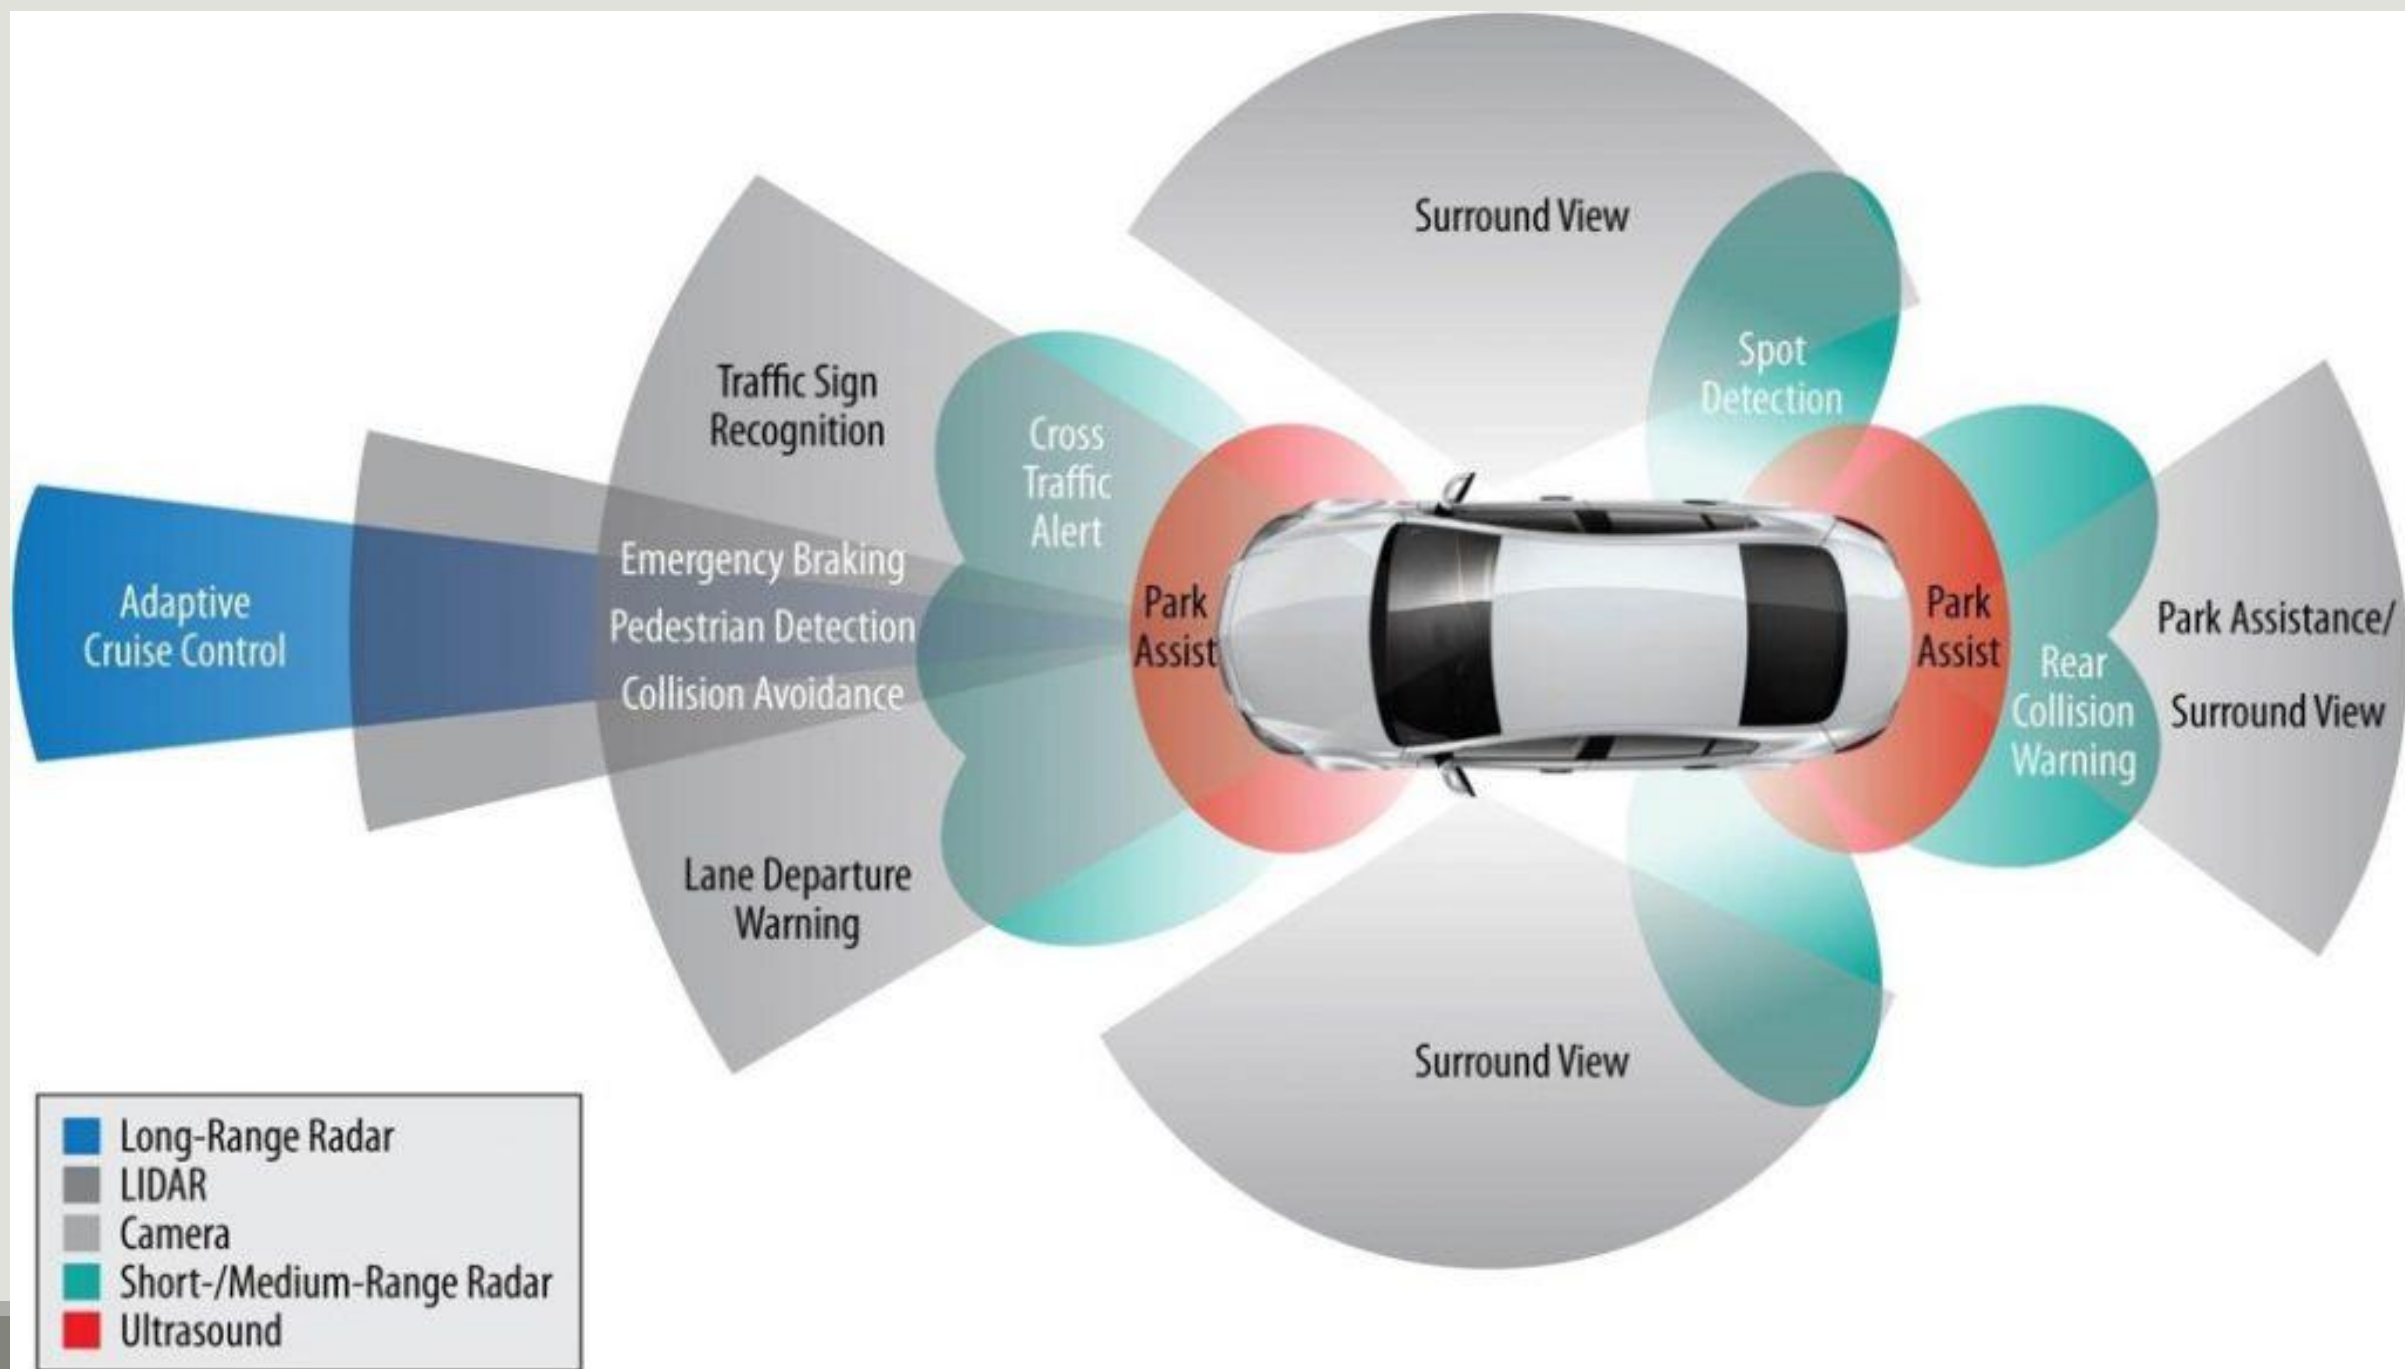 Surround View
Spot
Detection
Traffic Sign
Recognition
Cross
Traffic
Alert
Adaptive
Cruise Control
Emergency Braking
Pedestrian Detection
Collision Avoidance
Park
Assist
Park
Assist
Rear
Collision
Warning
Park Assistance/
Surround View
Lane Departure
Warning
Surround View
Long-Range Radar
LIDAR
Camera
Short-/Medium-Range Radar
Ultrasound